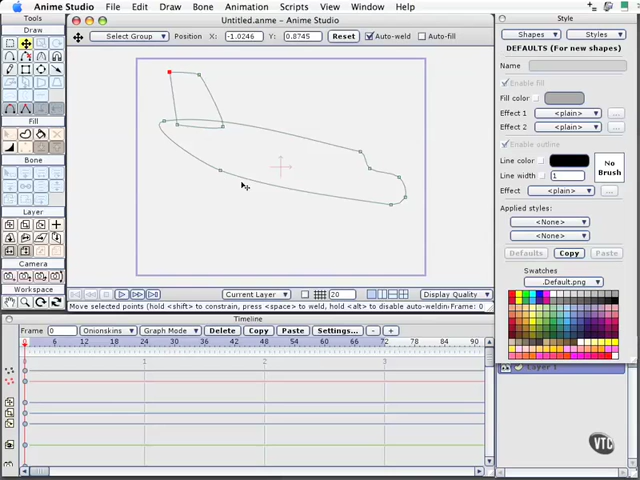 Anime Studio File Edit Draw Bone Animation Scripts View Window Help
Tools
Draw
Fill
Bone
Layer
Camera
Workspace
Untitled.anme - Anime Studio
Select Group Position X: -1.0246 Y: 0.8745 Reset Auto-weld Auto-fill
Current Layer 20 Display Quality
Move selected points (hold <shift> to constrain, press <space> to weld, hold <alt> to disable auto-weldin Frame: 0
Style
Shapes Styles
DEFAULTS (For new shapes)
Name
Enable fill
Fill color
Effect 1 <plain> ...
Effect 2 <plain> ...
Enable outline
Line color
Line width 1
No Brush
Effect <plain> ...
Applied styles:
<None>
<None>
Defaults Copy Paste
Swatches
.Default.png
Layer 1
Timeline
Frame 0 Onionskins Graph Mode Delete Copy Paste Settings... - +
0 6 12 18 24 30 36 42 48 54 60 66 72 78 84 90
1 2 3
VTC